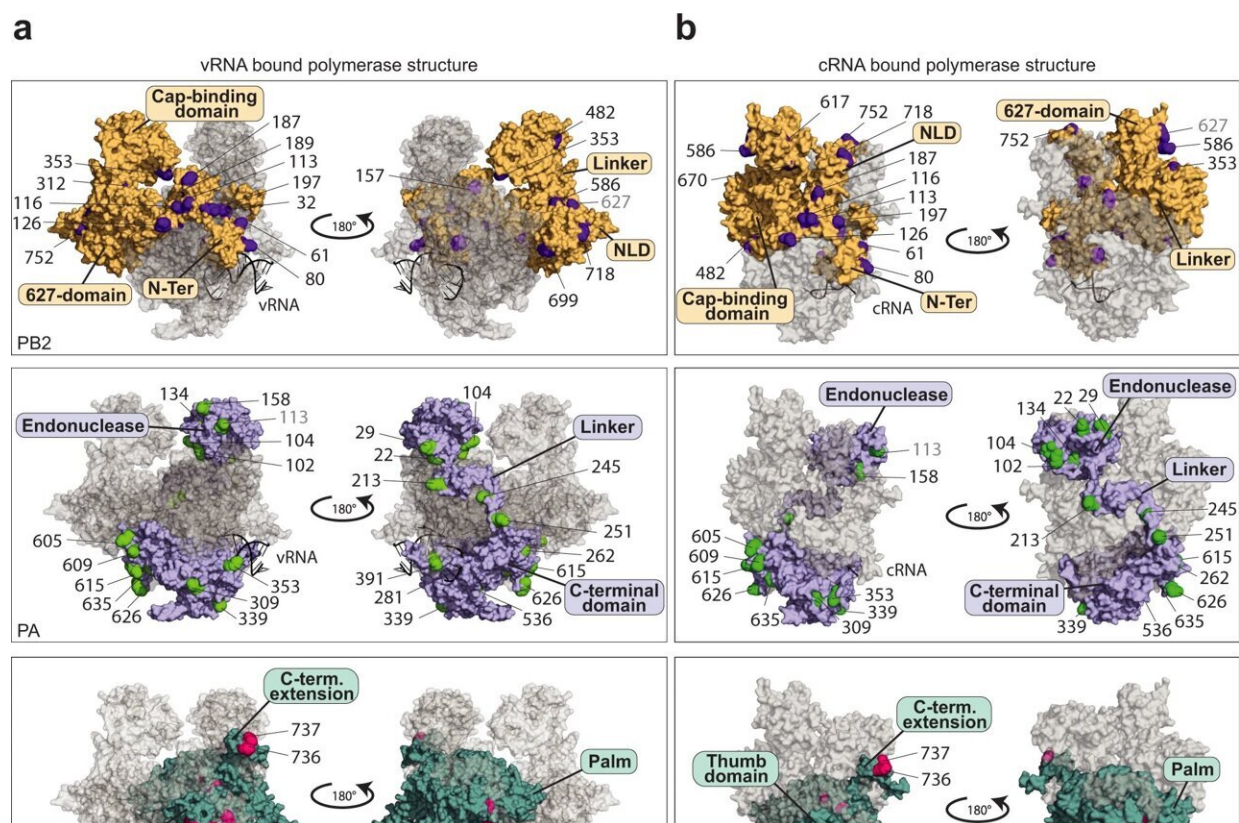 a
vRNA bound polymerase structure
Cap-binding
domain
187
189
113
197
32
353
312
116
126
752
61
80
627-domain
N-Ter
vRNA
PB2
180°
482
353
Linker
157
586
627
NLD
718
699
134
158
113
Endonuclease
104
102
605
609
615
635
626
vRNA
353
309
339
PA
180°
104
29
22
213
Linker
245
251
262
615
391
281
339
626
C-terminal
domain
536
C-term.
extension
737
736
180°
Palm
b
cRNA bound polymerase structure
617
752
718
NLD
586
187
670
116
113
197
126
61
482
80
Cap-binding
domain
cRNA
N-Ter
180°
627-domain
752
627
586
353
Linker
Endonuclease
113
158
605
609
615
626
635
cRNA
353
339
309
180°
Endonuclease
22
29
134
104
102
Linker
245
213
251
615
262
C-terminal
domain
626
635
339
536
C-term.
extension
Thumb
domain
737
736
180°
Palm